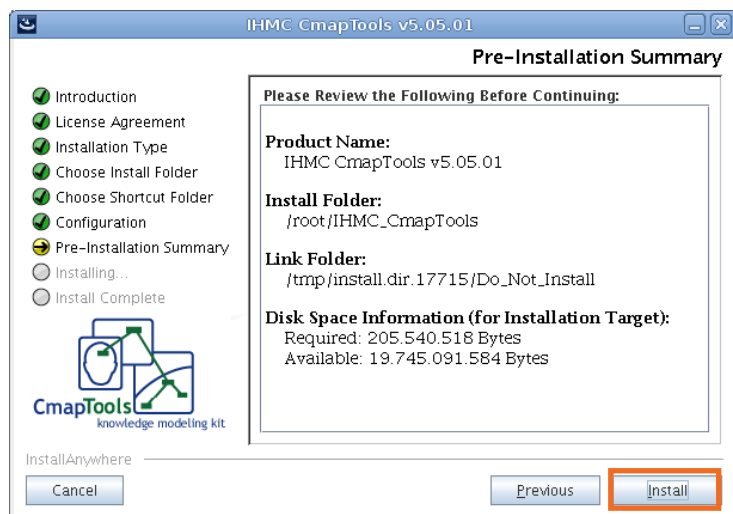 IHMC CmapTools v5.05.01
Pre-Installation Summary
Introduction
License Agreement
Installation Type
Choose Install Folder
Choose Shortcut Folder
Configuration
Pre-Installation Summary
Installing...
Install Complete
CmapTools
knowledge modeling kit
Please Review the Following Before Continuing:
Product Name:
IHMC CmapTools v5.05.01
Install Folder:
/root/IHMC_CmapTools
Link Folder:
/tmp/install.dir.17715/Do_Not_Install
Disk Space Information (for Installation Target):
Required: 205.540.518 Bytes
Available: 19.745.091.584 Bytes
InstallAnywhere
Cancel
Previous
Install